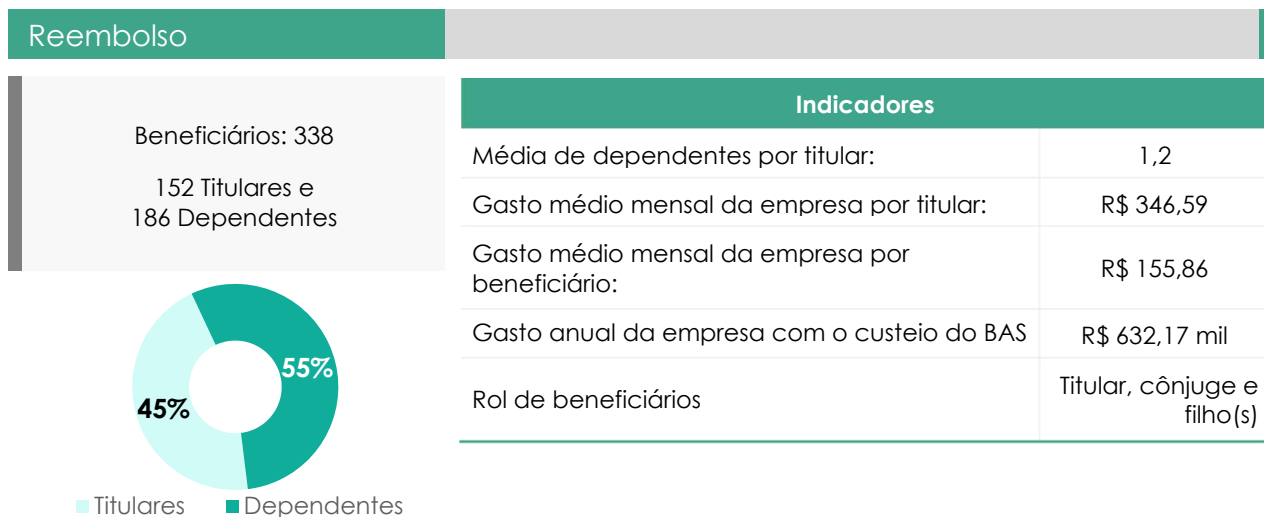 Reembolso
Beneficiários: 338
152 Titulares e
186 Dependentes
Indicadores
Média de dependentes por titular:
1,2
Gasto médio mensal da empresa por titular:
R$ 346,59
Gasto médio mensal da empresa por
beneficiário:
R$ 155,86
Gasto anual da empresa com o custeio do BAS
R$ 632,17 mil
Rol de beneficiários
Titular, cônjuge e
filho(s)
55%
45%
Titulares
Dependentes